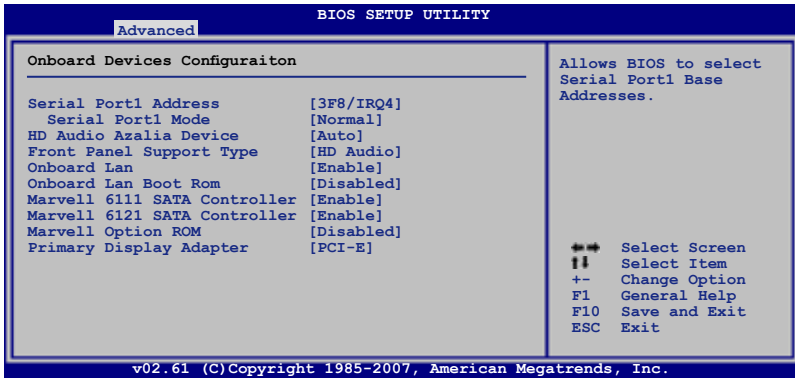 BIOS SETUP UTILITY
Advanced
Onboard Devices Configuraiton
Serial Port1 Address [3F8/IRQ4]
Serial Port1 Mode [Normal]
HD Audio Azalia Device [Auto]
Front Panel Support Type [HD Audio]
Onboard Lan [Enable]
Onboard Lan Boot Rom [Disabled]
Marvell 6111 SATA Controller [Enable]
Marvell 6121 SATA Controller [Enable]
Marvell Option ROM [Disabled]
Primary Display Adapter [PCI-E]
Allows BIOS to select
Serial Port1 Base
Addresses.
←→ Select Screen
↑↓ Select Item
+- Change Option
F1 General Help
F10 Save and Exit
ESC Exit
v02.61 (C)Copyright 1985-2007, American Megatrends, Inc.